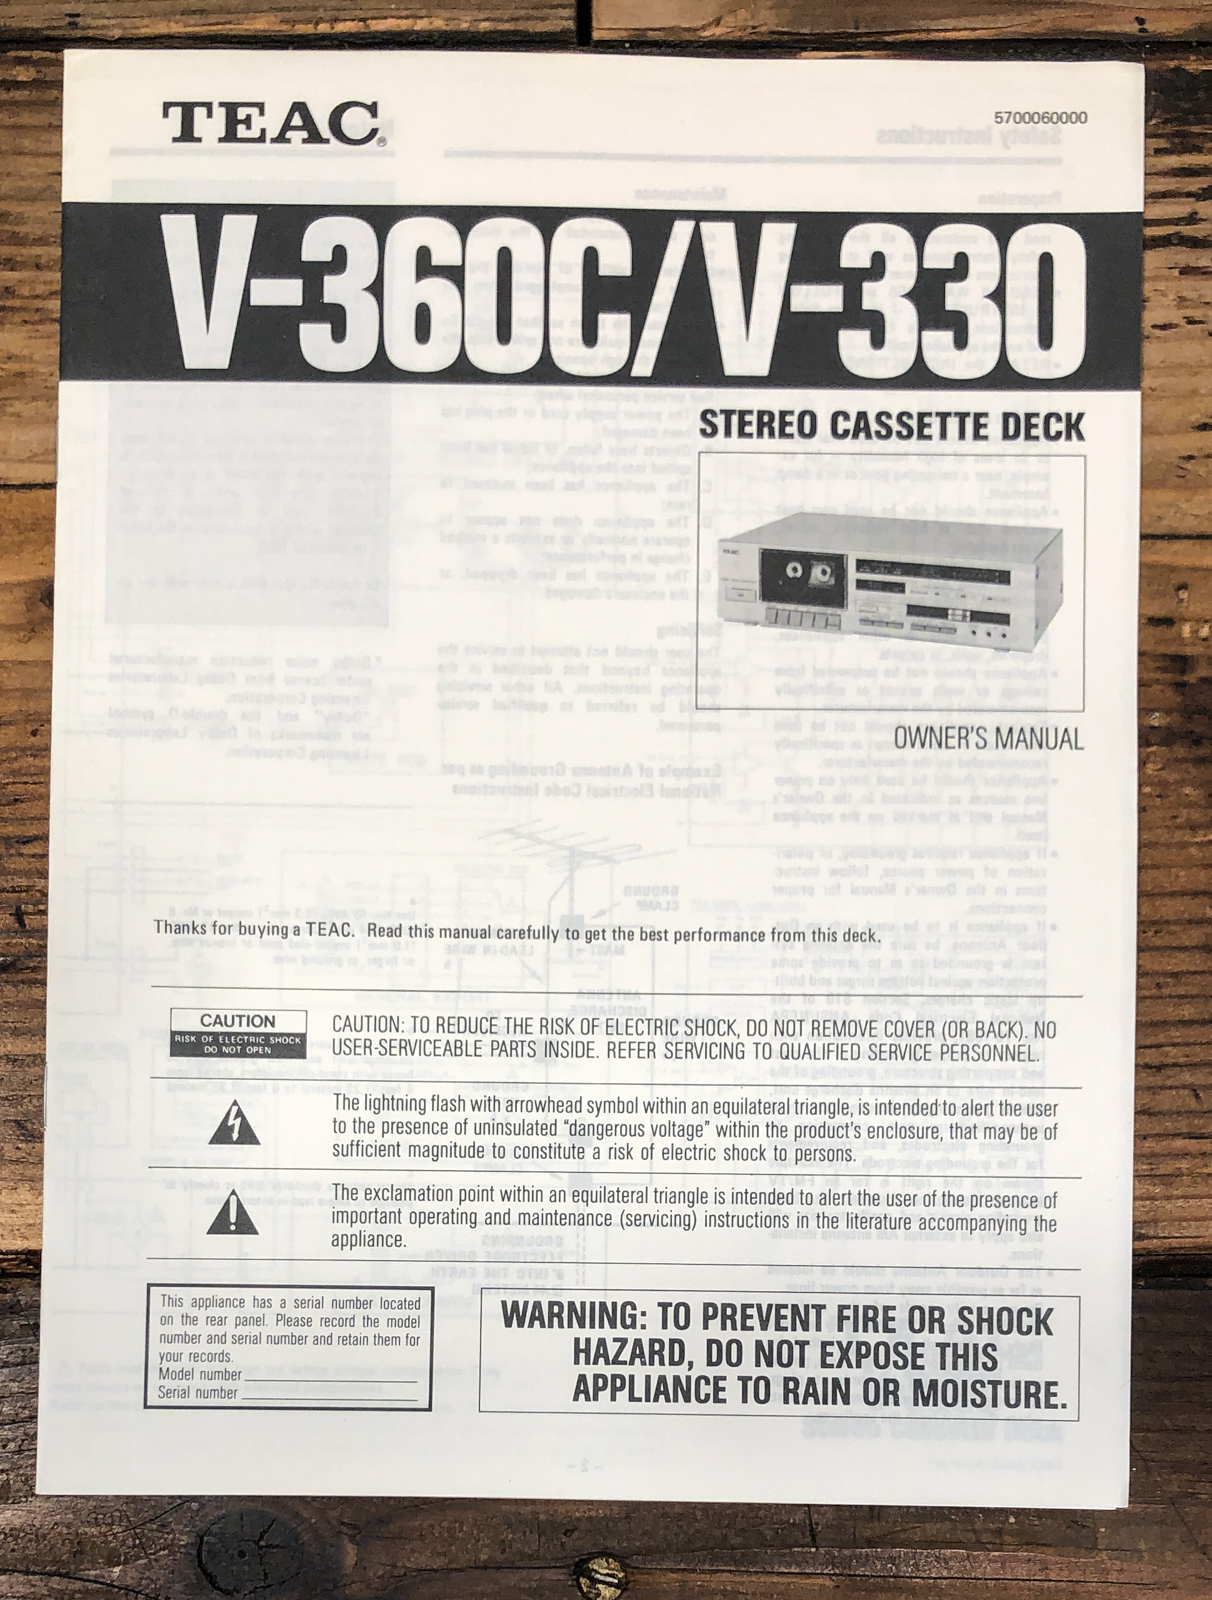 TEAC®
5700060000
V-360C/V-330
STEREO CASSETTE DECK
TEAC
OWNER'S MANUAL
Thanks for buying a TEAC. Read this manual carefully to get the best performance from this deck.
CAUTION
RISK OF ELECTRIC SHOCK
DO NOT OPEN
CAUTION: TO REDUCE THE RISK OF ELECTRIC SHOCK, DO NOT REMOVE COVER (OR BACK). NO
USER-SERVICEABLE PARTS INSIDE. REFER SERVICING TO QUALIFIED SERVICE PERSONNEL.
The lightning flash with arrowhead symbol within an equilateral triangle, is intended to alert the user
to the presence of uninsulated “dangerous voltage” within the product's enclosure, that may be of
sufficient magnitude to constitute a risk of electric shock to persons.
The exclamation point within an equilateral triangle is intended to alert the user of the presence of
important operating and maintenance (servicing) instructions in the literature accompanying the
appliance.
This appliance has a serial number located
on the rear panel. Please record the model
number and serial number and retain them for
your records.
Model number
Serial number
WARNING: TO PREVENT FIRE OR SHOCK
HAZARD, DO NOT EXPOSE THIS
APPLIANCE TO RAIN OR MOISTURE.